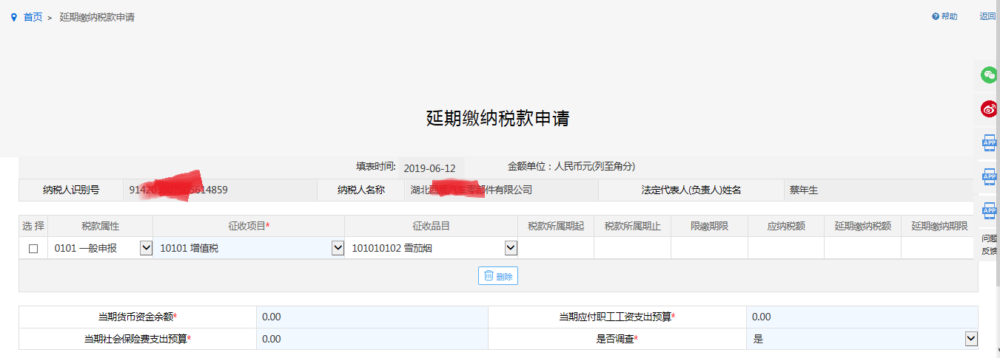 首页 > 延期缴纳税款申请
帮助
返回
延期缴纳税款申请
填表时间: 2019-06-12 金额单位：人民币元(列至角分)
纳税人识别号 91420 5614859 纳税人名称 湖北西 汽车零部件有限公司 法定代表人(负责人)姓名 蔡年生
选 择 税款属性 征收项目* 征收品目 税款所属期起 税款所属期止 限缴期限 应纳税额 延期缴纳税额 延期缴纳期限
0101 一般申报 10101 增值税 101010102 雪茄烟
删除
当期货币资金余额* 0.00 当期应付职工工资支出预算* 0.00
当期社会保险费支出预算* 0.00 是否调查* 是
APP
APP
APP
问题
反馈